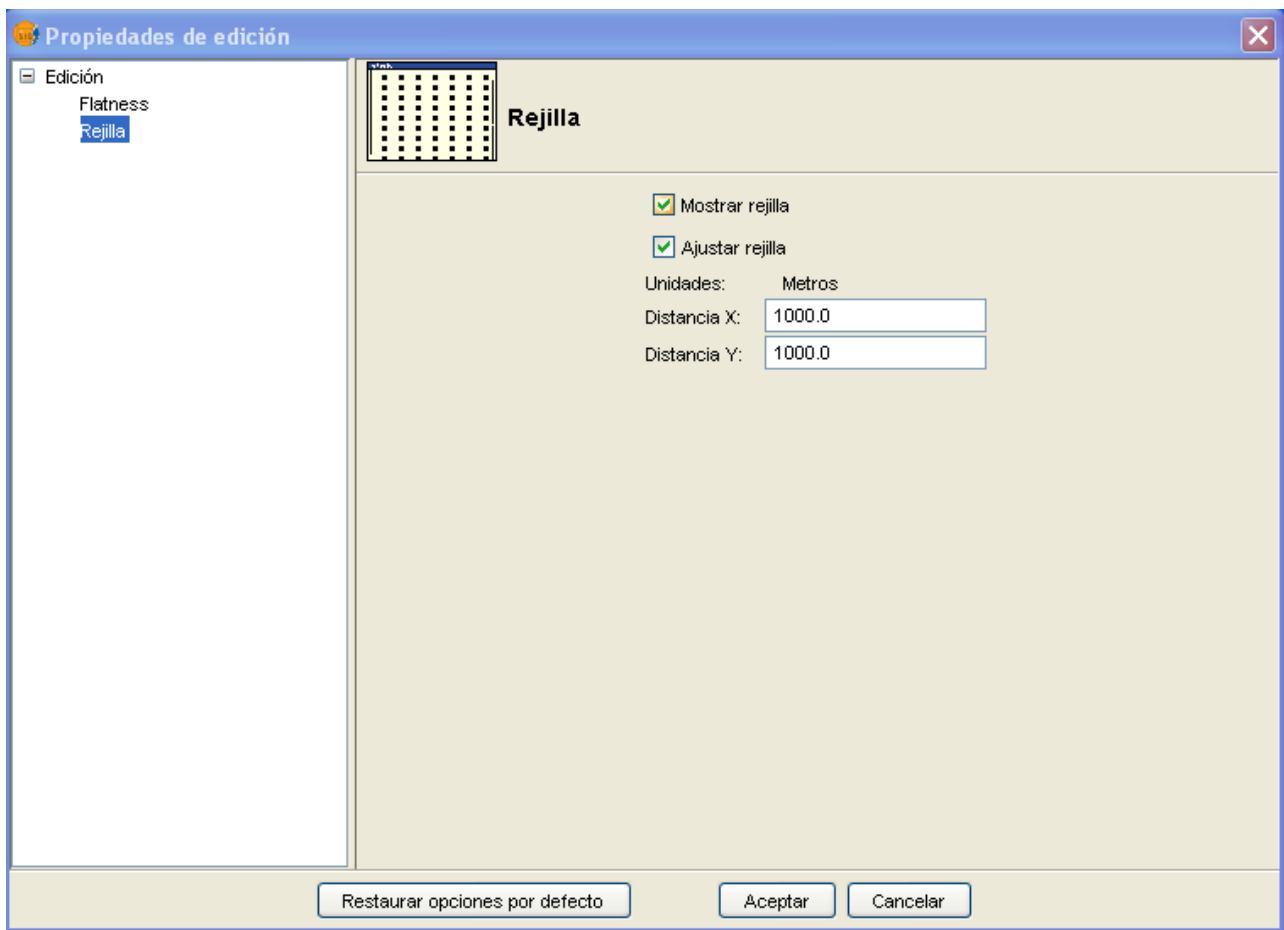 Propiedades de edición
Edición
Flatness
Rejilla
Rejilla
Mostrar rejilla
Ajustar rejilla
Unidades: Metros
Distancia X: 1000.0
Distancia Y: 1000.0
Restaurar opciones por defecto Aceptar Cancelar